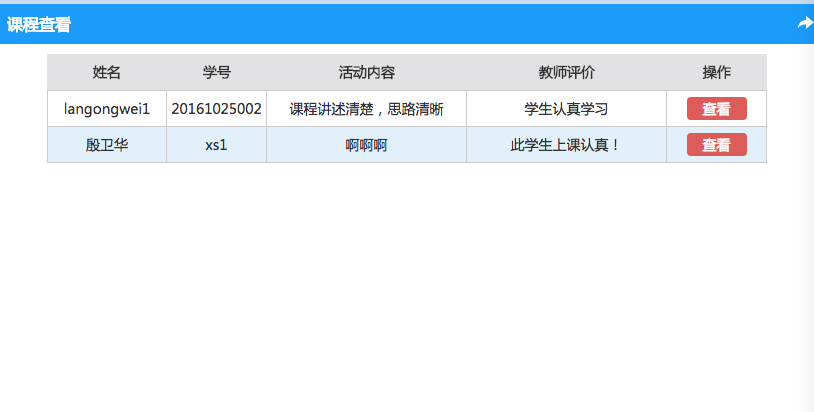 课程查看
姓名 学号 活动内容 教师评价 操作
langongwei1 20161025002 课程讲述清楚，思路清晰 学生认真学习 查看
殷卫华 xs1 啊啊啊 此学生上课认真！ 查看